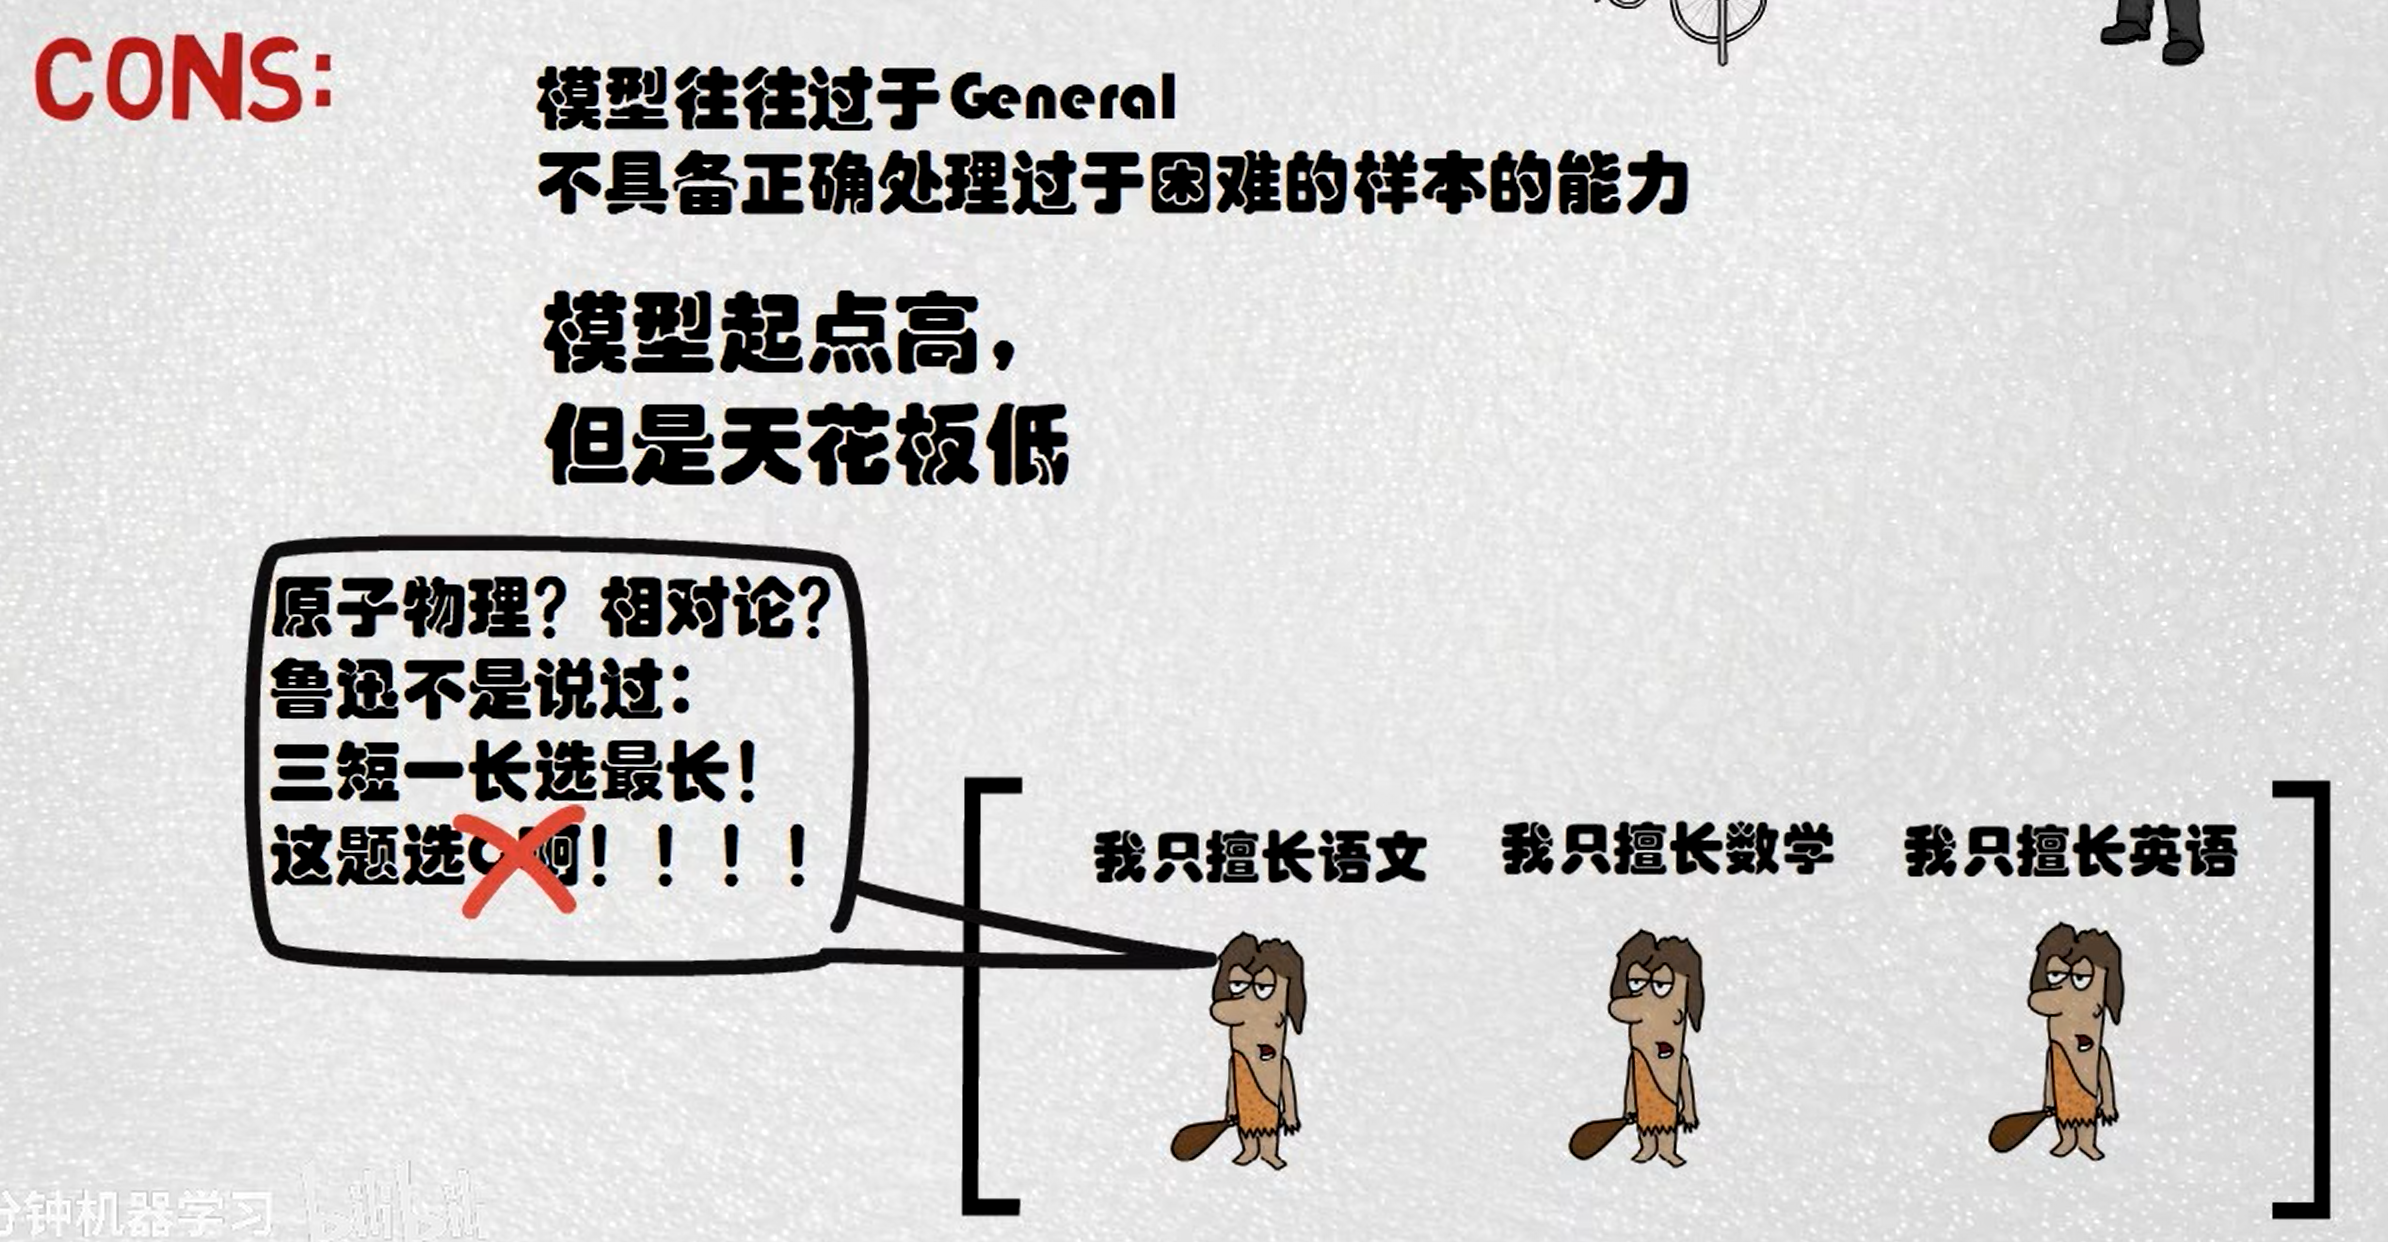 CONS:
模型往往过于General
不具备正确处理过于困难的样本的能力
模型起点高，
但是天花板低
原子物理？相对论？
鲁迅不是说过：
三短一长选最长！
这题选C啊！！！！
我只擅长语文
我只擅长数学
我只擅长英语
分钟机器学习 bilibili